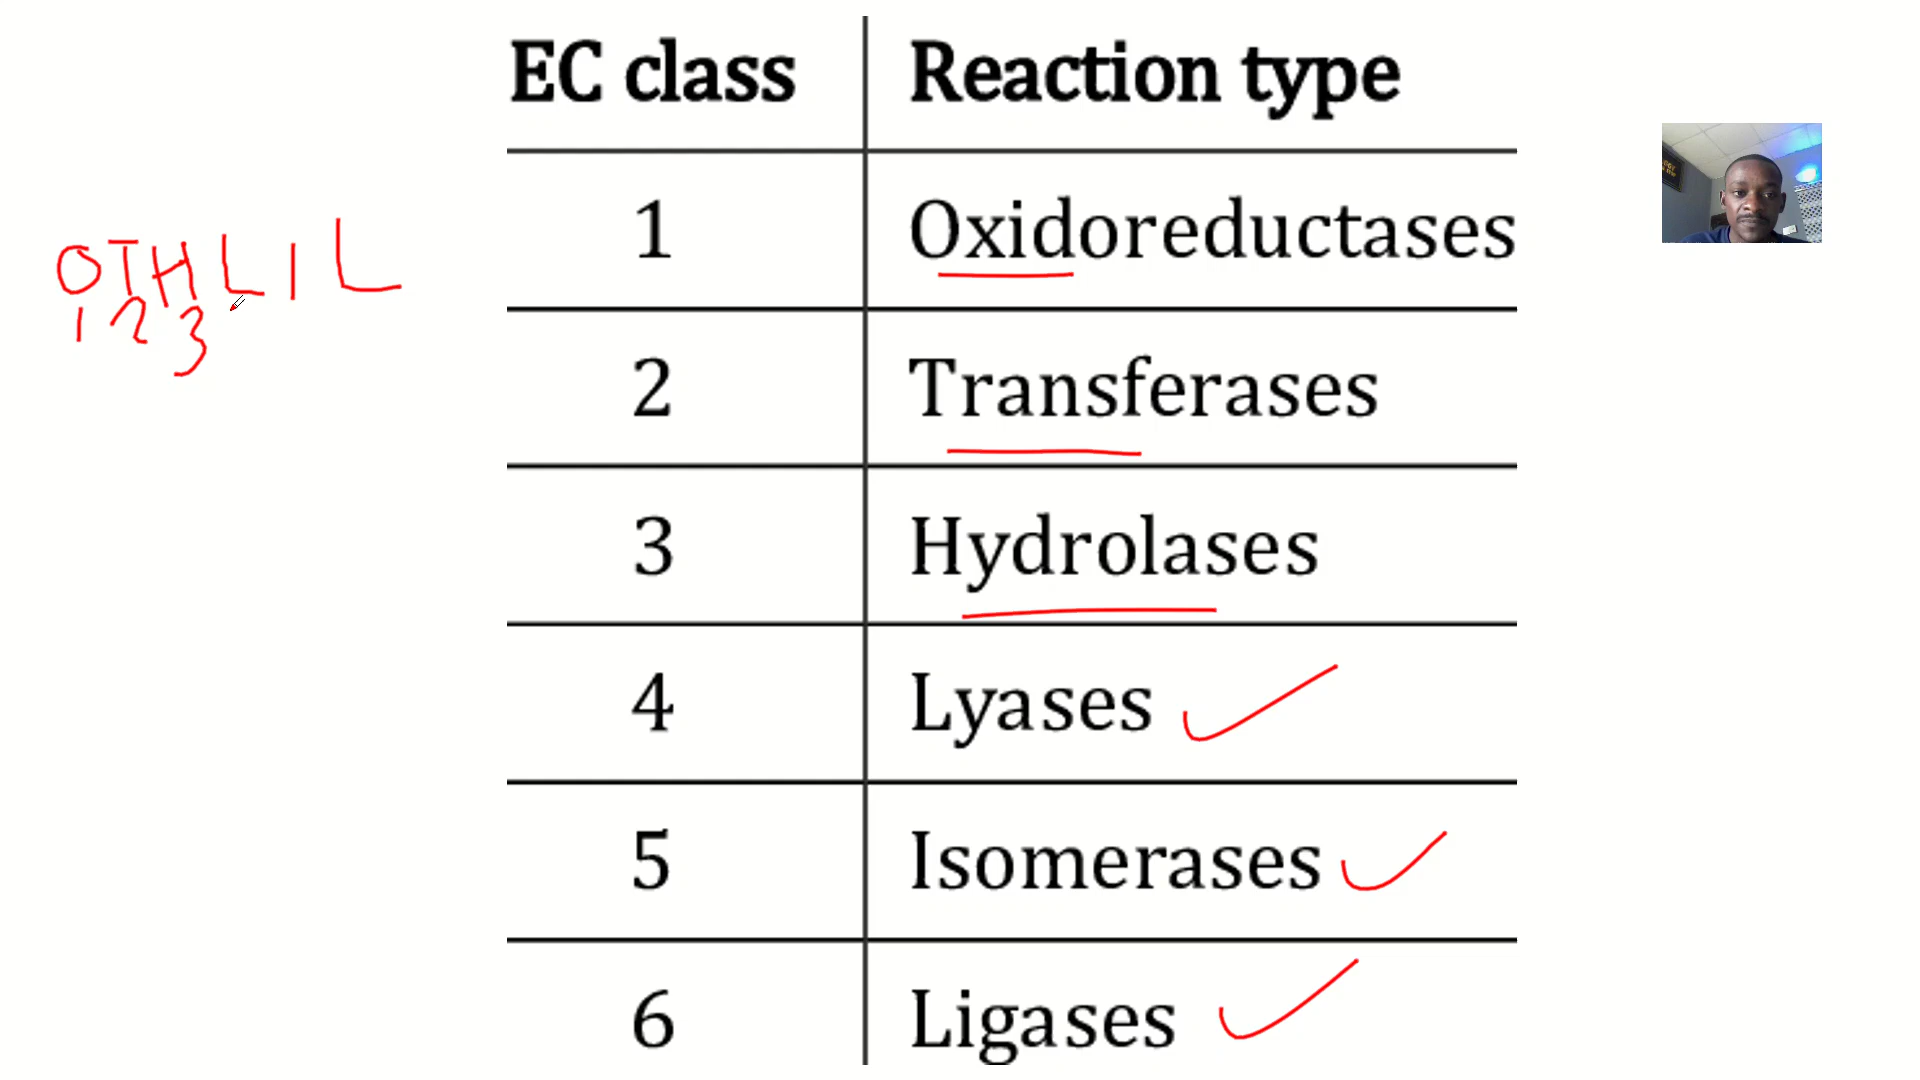 EC class Reaction type
1 Oxidoreductases
OTHLIL
1 2 3
2 Transferases
3 Hydrolases
4 Lyases
5 Isomerases
6 Ligases